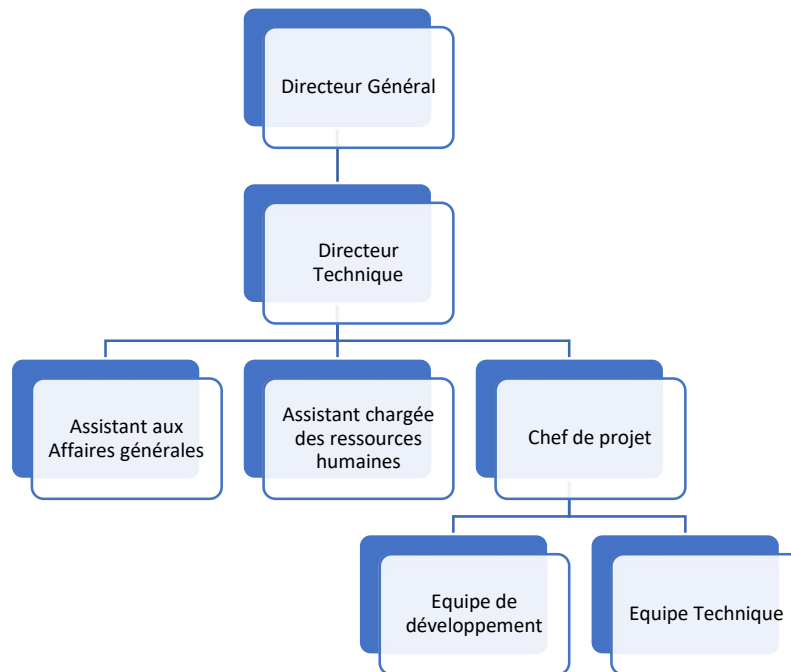 Directeur Général
Directeur
Technique
Assistant aux
Affaires générales
Assistant chargée
des ressources
humaines
Chef de projet
Equipe de
développement
Equipe Technique